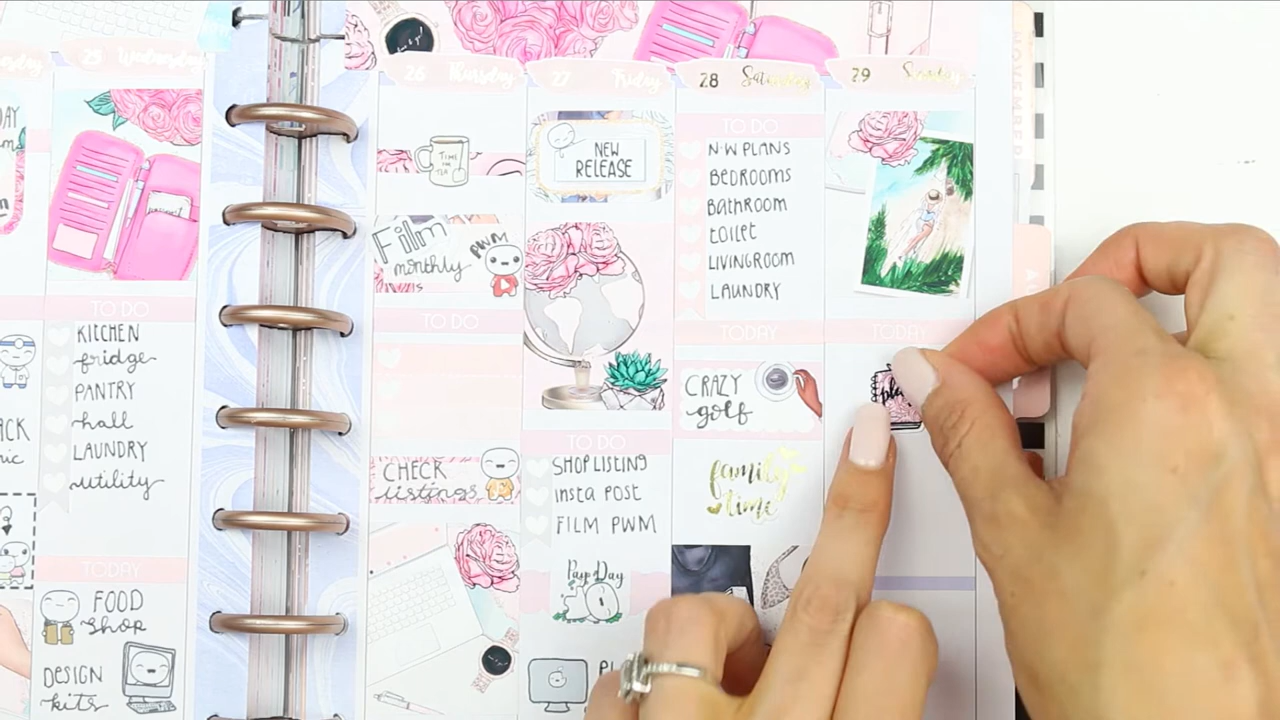 25 Wednesday
TO DO
KITCHEN
fridge
PANTRY
hall
LAUNDRY
utility
TODAY
FOOD
Shop
DESIGN
kits
26 Thursday
TIME
FOR
TEA
Film
monthly
PWM
TO DO
CHECK
listings
27 Friday
NEW
RELEASE
TO DO
SHOP LISTING
Insta POST
FILM PWM
Pay Day
28 Saturday
TO DO
N·W PLANS
BEDROOMS
BATHROOM
toilet
LIVINGROOM
LAUNDRY
TODAY
CRAZY
golf
family
time
29 Sunday
TODAY
NOVEMBER